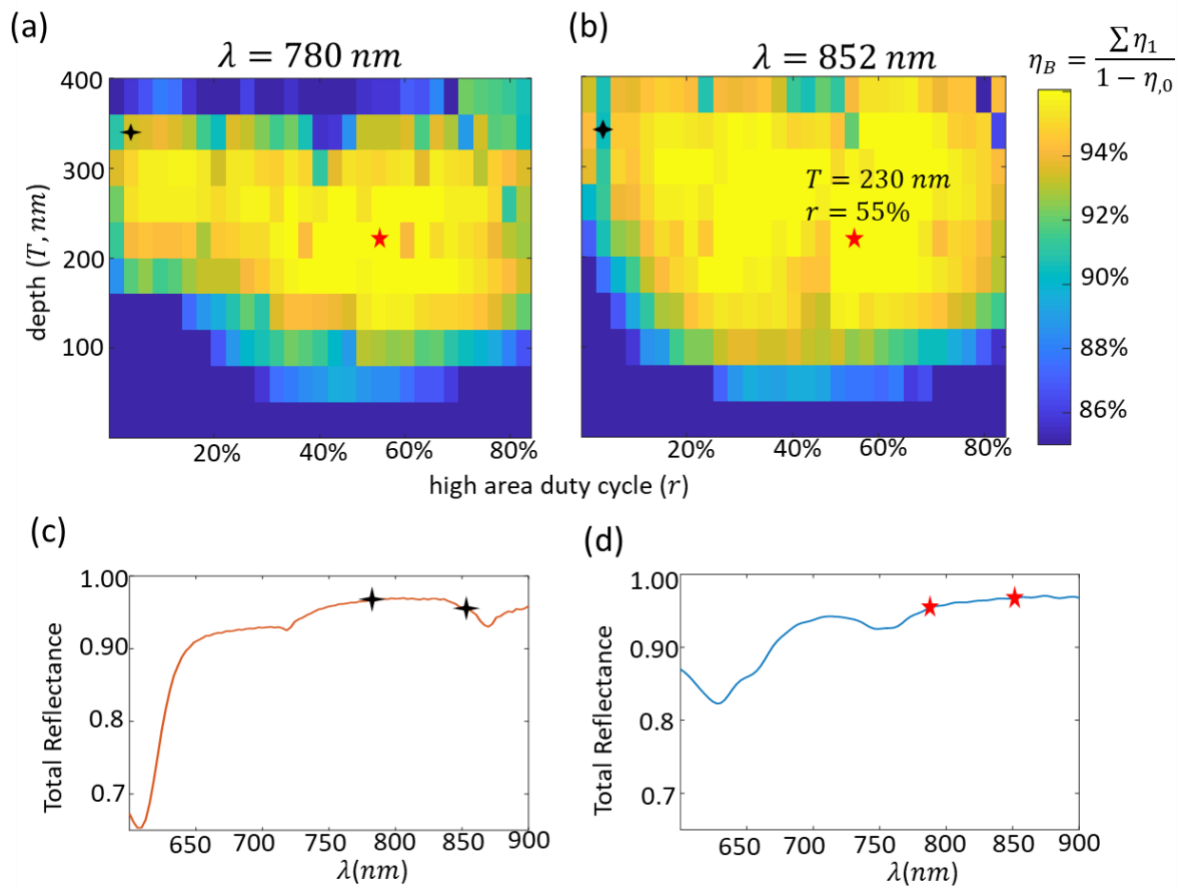 (a)
λ = 780 nm
(b)
λ = 852 nm
η_B = ∑η_1 / 1 − η_,0
depth (T, nm)
400
300
200
100
20% 40% 60% 80%
T = 230 nm
r = 55%
20% 40% 60% 80%
94%
92%
90%
88%
86%
high area duty cycle (r)
(c)
Total Reflectance
1.00
0.90
0.8
0.7
650 700 750 800 850 900
λ(nm)
(d)
Total Reflectance
1.00
0.90
0.8
0.7
650 700 750 800 850 900
λ(nm)